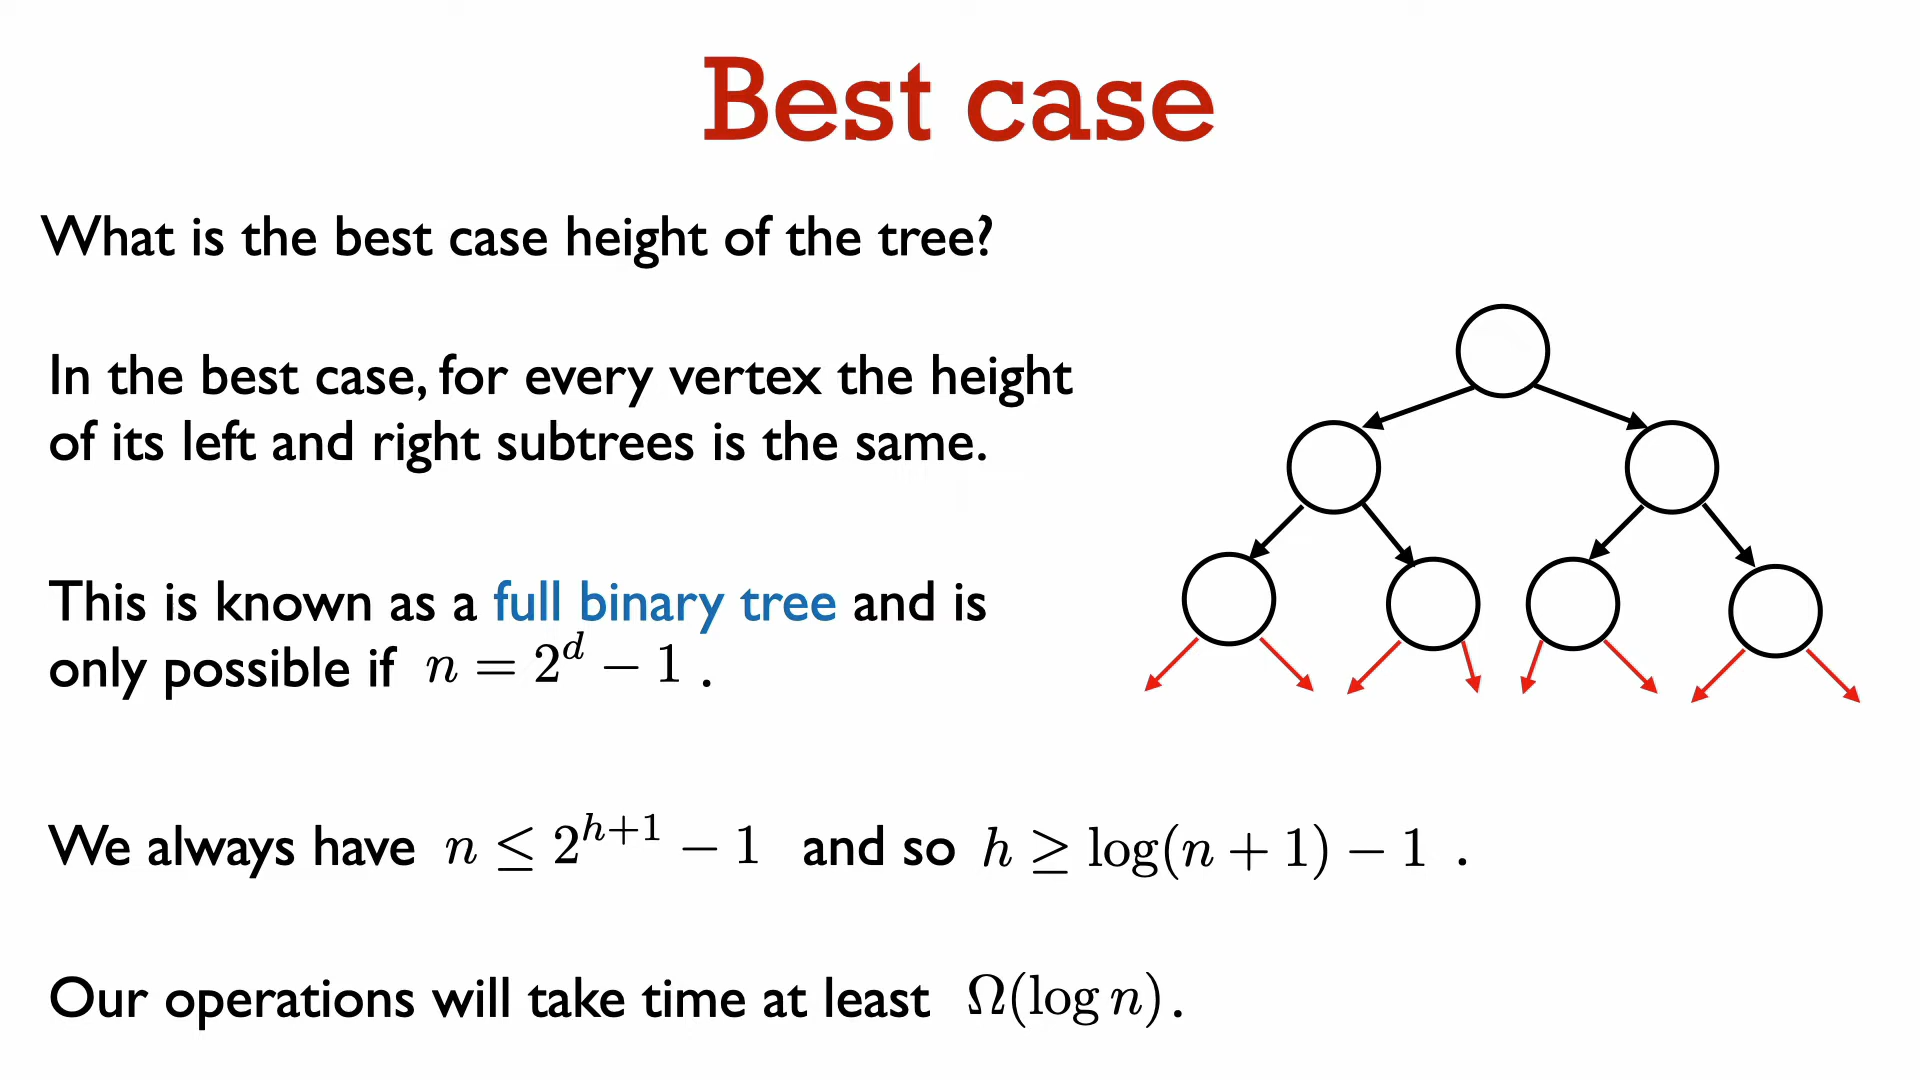 Best case
What is the best case height of the tree?
In the best case, for every vertex the height
of its left and right subtrees is the same.
This is known as a full binary tree and is
only possible if $n = 2^d - 1$ .
We always have $n \leq 2^{h+1} - 1$ and so $h \geq \log(n + 1) - 1$ .
Our operations will take time at least $\Omega(\log n)$ .